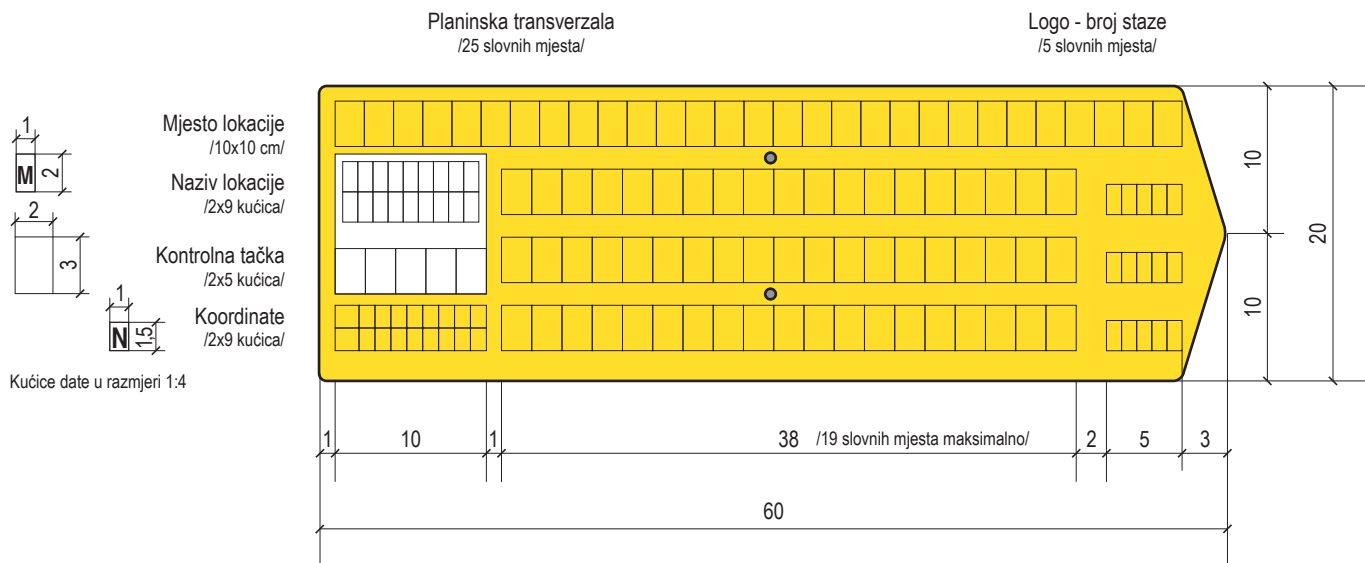 Planinska transverzala
/25 slovnih mjesta/
Logo - broj staze
/5 slovnih mjesta/
Mjesto lokacije
/10x10 cm/
Naziv lokacije
/2x9 kućica/
Kontrolna tačka
/2x5 kućica/
Koordinate
/2x9 kućica/
1
M
2
2
3
1
N
1,5
Kućice date u razmjeri 1:4
10
10
20
1
10
1
38 /19 slovnih mjesta maksimalno/
2
5
3
60